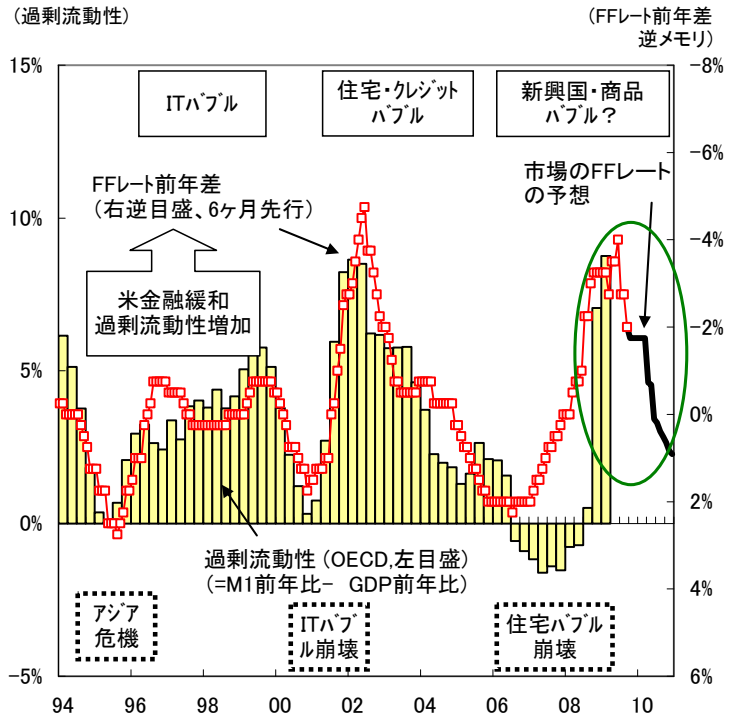 (過剰流動性)
(FFレート前年差
逆メモリ)
15%
10%
5%
0%
−5%
−8%
−6%
−4%
−2%
0%
2%
4%
6%
ITバブル
住宅・クレジット
バブル
新興国・商品
バブル？
FFレート前年差
(右逆目盛、6ヶ月先行)
市場のFFレート
の予想
米金融緩和
過剰流動性増加
過剰流動性 (OECD,左目盛)
(=M1前年比− GDP前年比)
アジア
危機
ITバブ
ル崩壊
住宅バブル
崩壊
94 96 98 00 02 04 06 08 10